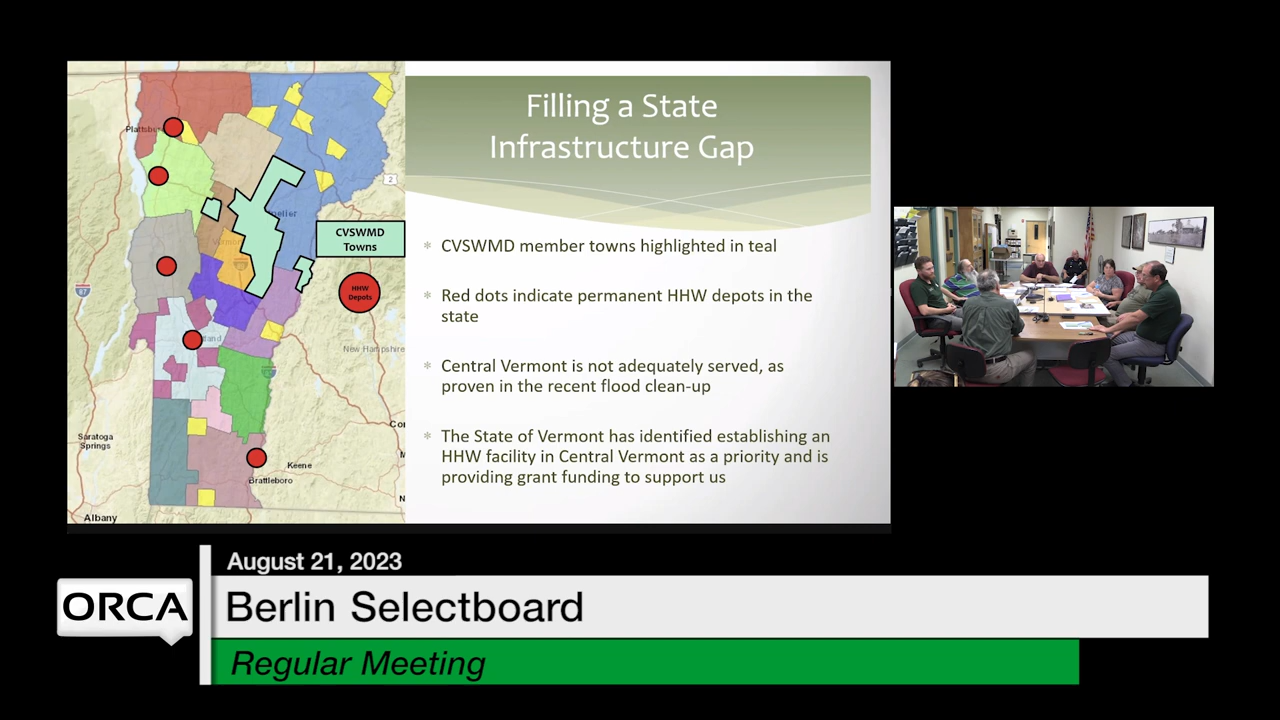 Filling a State
Infrastructure Gap
CVSWMD member towns highlighted in teal
Red dots indicate permanent HHW depots in the
state
Central Vermont is not adequately served, as
proven in the recent flood clean-up
The State of Vermont has identified establishing an
HHW facility in Central Vermont as a priority and is
providing grant funding to support us
CVSWMD
Towns
HHW
Depots
2
87
New Hampshire
Saratoga
Springs
Keene
Brattleboro
Albany
August 21, 2023
ORCA
Berlin Selectboard
Regular Meeting